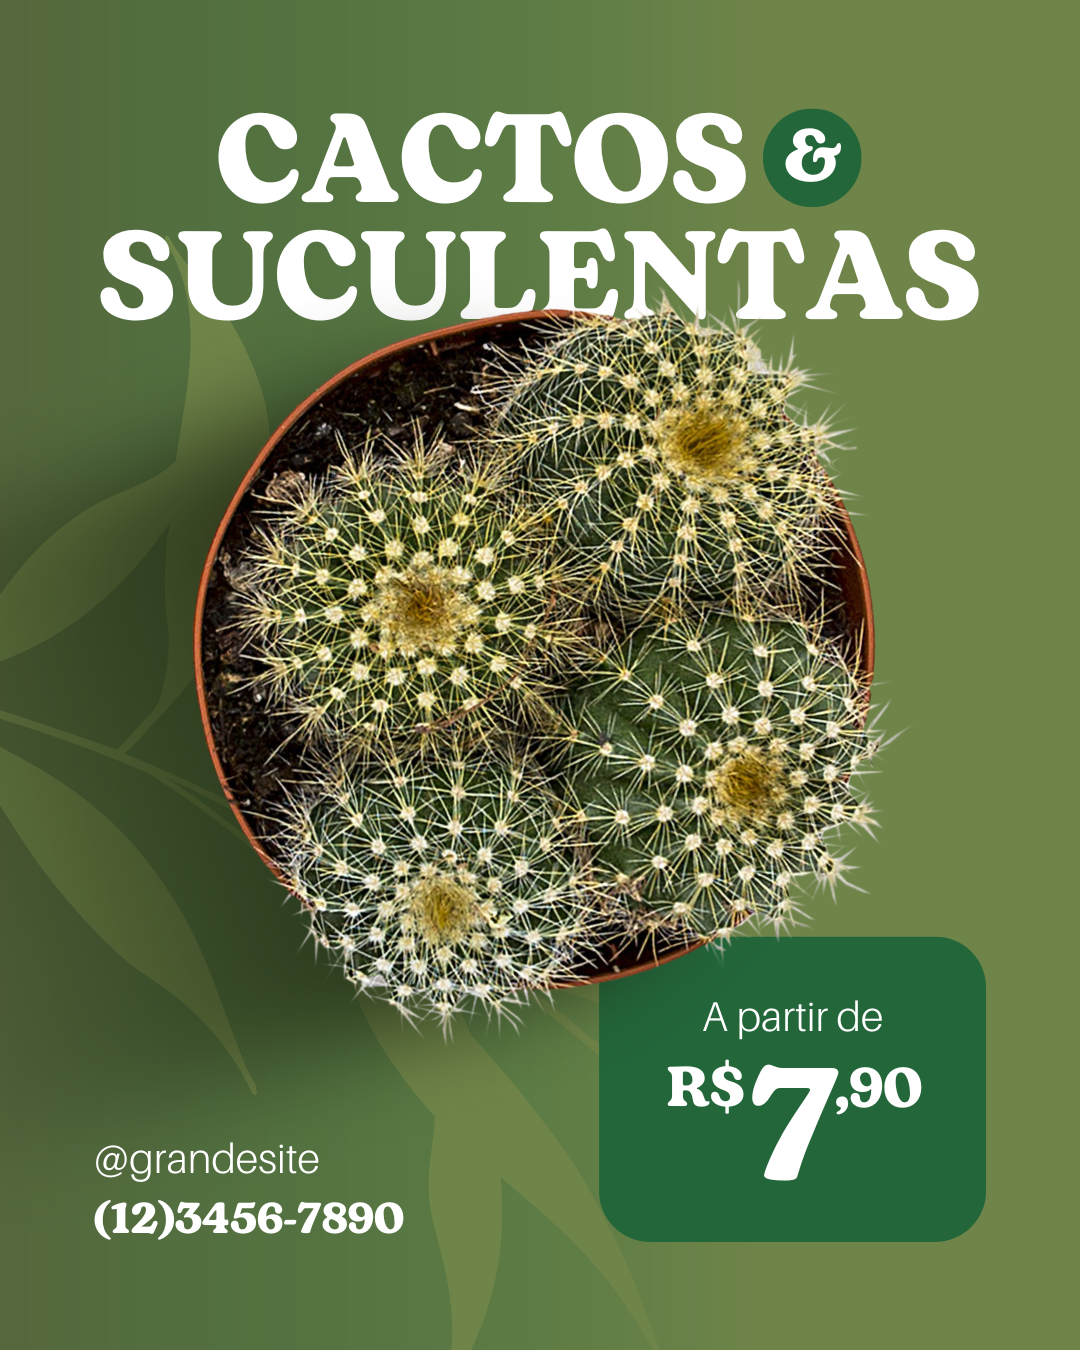 CACTOS &
SUCULENTAS
A partir de
R$7,90
@grandesite
(12)3456-7890